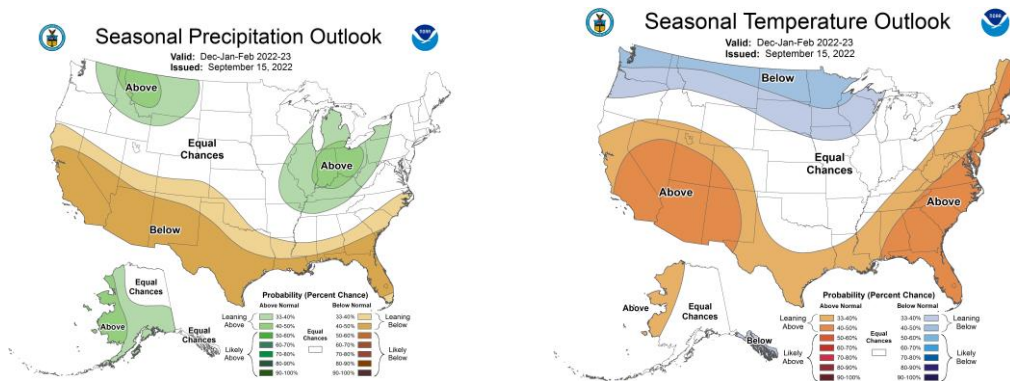 Seasonal Precipitation Outlook
Valid: Dec-Jan-Feb 2022-23
Issued: September 15, 2022
Above
Equal
Chances
Above
Below
Equal
Chances
Above
Equal
Chances
Probability (Percent Chance)
Above Normal Below Normal
Leaning
Above
33-40% 33-40%
40-50% 40-50%
Leaning
Below
50-60% Equal Chances 50-60%
60-70% 60-70%
Likely
Above
70-80% 70-80%
Likely
Below
80-90% 80-90%
90-100% 90-100%
Seasonal Temperature Outlook
Valid: Dec-Jan-Feb 2022-23
Issued: September 15, 2022
Below
Equal
Chances
Above
Above
Above
Equal
Chances
Below
Probability (Percent Chance)
Above Normal Below Normal
Leaning
Above
33-40% 33-40%
40-50% 40-50%
Leaning
Below
50-60% Equal Chances 50-60%
60-70% 60-70%
Likely
Above
70-80% 70-80%
Likely
Below
80-90% 80-90%
90-100% 90-100%